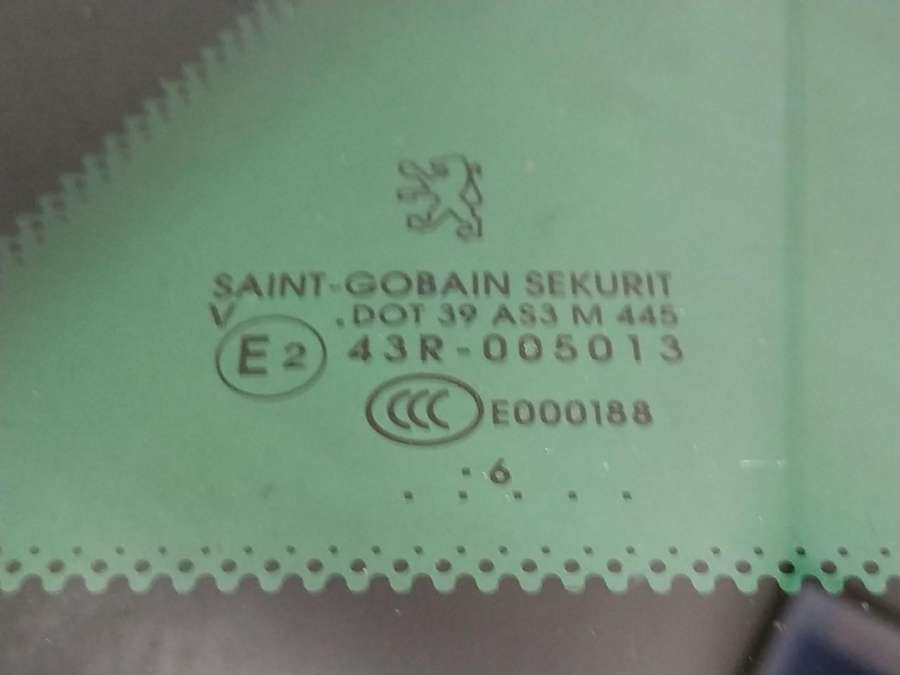 SAINT-GOBAIN SEKURIT
V .DOT 39 AS3 M 445
E2 43R-005013
CCC E000188
. 6
. . . . .